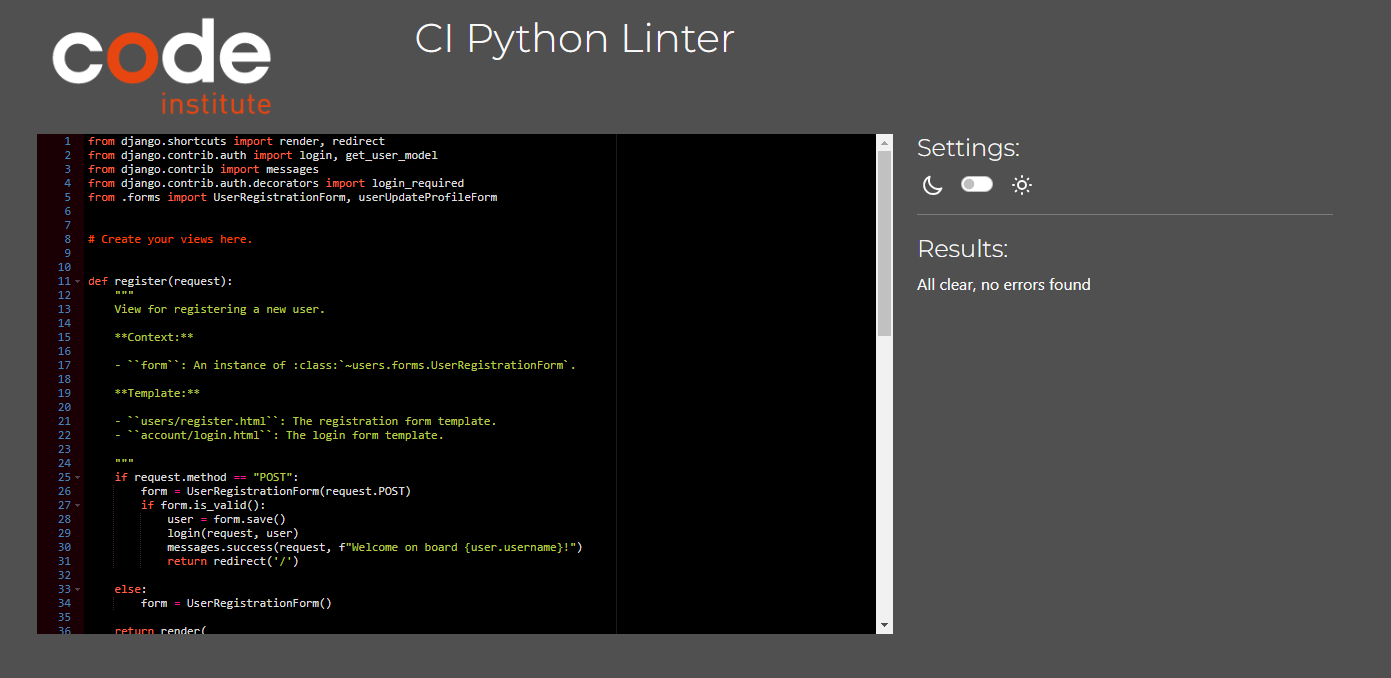 code
institute
CI Python Linter
1 from django.shortcuts import render, redirect
2 from django.contrib.auth import login, get_user_model
3 from django.contrib import messages
4 from django.contrib.auth.decorators import login_required
5 from .forms import UserRegistrationForm, userUpdateProfileForm
6
7
8 # Create your views here.
9
10
11 def register(request):
12     """
13     View for registering a new user.
14
15     **Context:**
16
17     - ``form``: An instance of :class:`~users.forms.UserRegistrationForm`.
18
19     **Template:**
20
21     - ``users/register.html``: The registration form template.
22     - ``account/login.html``: The login form template.
23
24     """
25     if request.method == "POST":
26         form = UserRegistrationForm(request.POST)
27         if form.is_valid():
28             user = form.save()
29             login(request, user)
30             messages.success(request, f"Welcome on board {user.username}!")
31             return redirect('/')
32
33     else:
34         form = UserRegistrationForm()
35
36     return render(
Settings:
Results:
All clear, no errors found